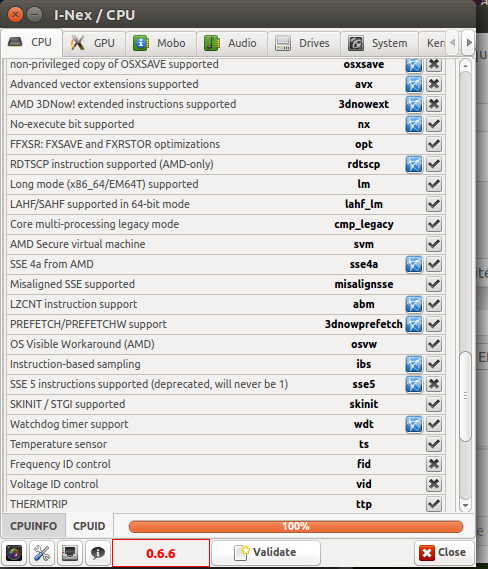 I-Nex / CPU
CPU GPU Mobo Audio Drives System Kern
non-privileged copy of OSXSAVE supported osxsave
Advanced vector extensions supported avx
AMD 3DNow! extended instructions supported 3dnowext
No-execute bit supported nx
FFXSR: FXSAVE and FXRSTOR optimizations opt
RDTSCP instruction supported (AMD-only) rdtscp
Long mode (x86_64/EM64T) supported lm
LAHF/SAHF supported in 64-bit mode lahf_lm
Core multi-processing legacy mode cmp_legacy
AMD Secure virtual machine svm
SSE 4a from AMD sse4a
Misaligned SSE supported misalignsse
LZCNT instruction support abm
PREFETCH/PREFETCHW support 3dnowprefetch
OS Visible Workaround (AMD) osvw
Instruction-based sampling ibs
SSE 5 instructions supported (deprecated, will never be 1) sse5
SKINIT / STGI supported skinit
Watchdog timer support wdt
Temperature sensor ts
Frequency ID control fid
Voltage ID control vid
THERMTRIP ttp
CPUINFO CPUID 100%
0.6.6 Validate Close